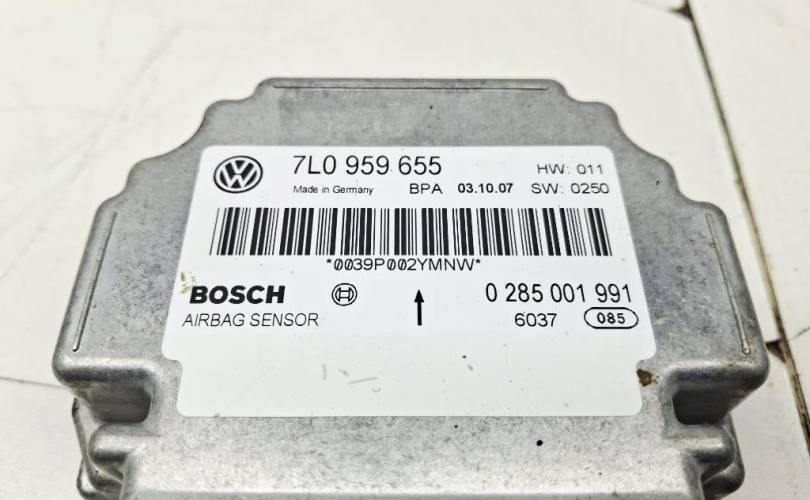 7L0 959 655
HW: 011
Made in Germany BPA 03.10.07 SW: 0250
*0039P002YMNW*
BOSCH 0 285 001 991
AIRBAG SENSOR 6037 085